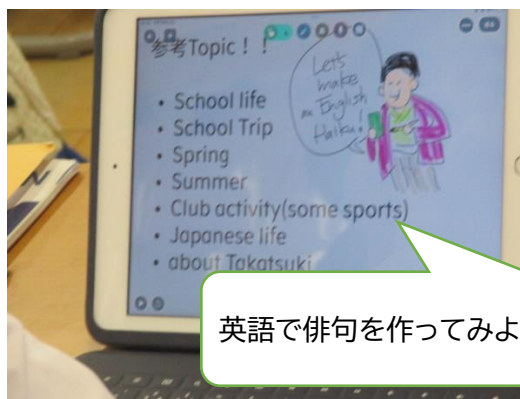 参考Topic！！
Let's
make
an English
Haiku!
• School life
• School Trip
• Spring
• Summer
• Club activity(some sports)
• Japanese life
• about Takatsuki
英語で俳句を作ってみよ